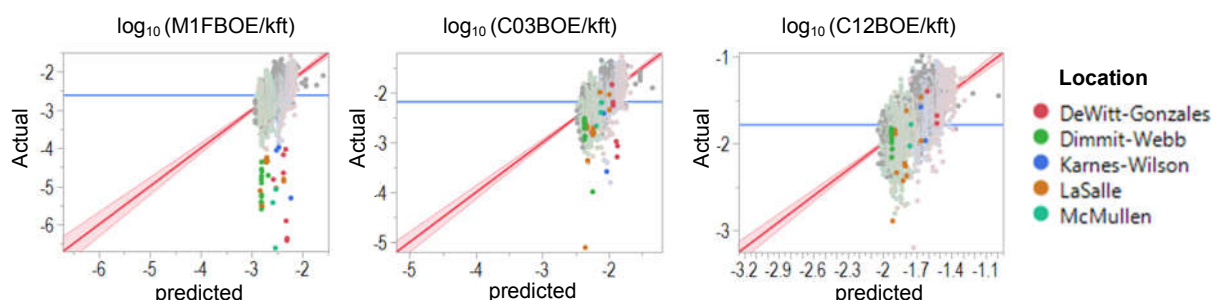 log₁₀ (M1FBOE/kft)
log₁₀ (C03BOE/kft)
log₁₀ (C12BOE/kft)
Actual
-2
-3
-4
-5
-6
-6 -5 -4 -3 -2
predicted
Actual
-2
-3
-4
-5
-5 -4 -3 -2
predicted
Actual
-1
-2
-3
-3.2 -2.9 -2.6 -2.3 -2 -1.7 -1.4 -1.1
predicted
Location
DeWitt-Gonzales
Dimmit-Webb
Karnes-Wilson
LaSalle
McMullen